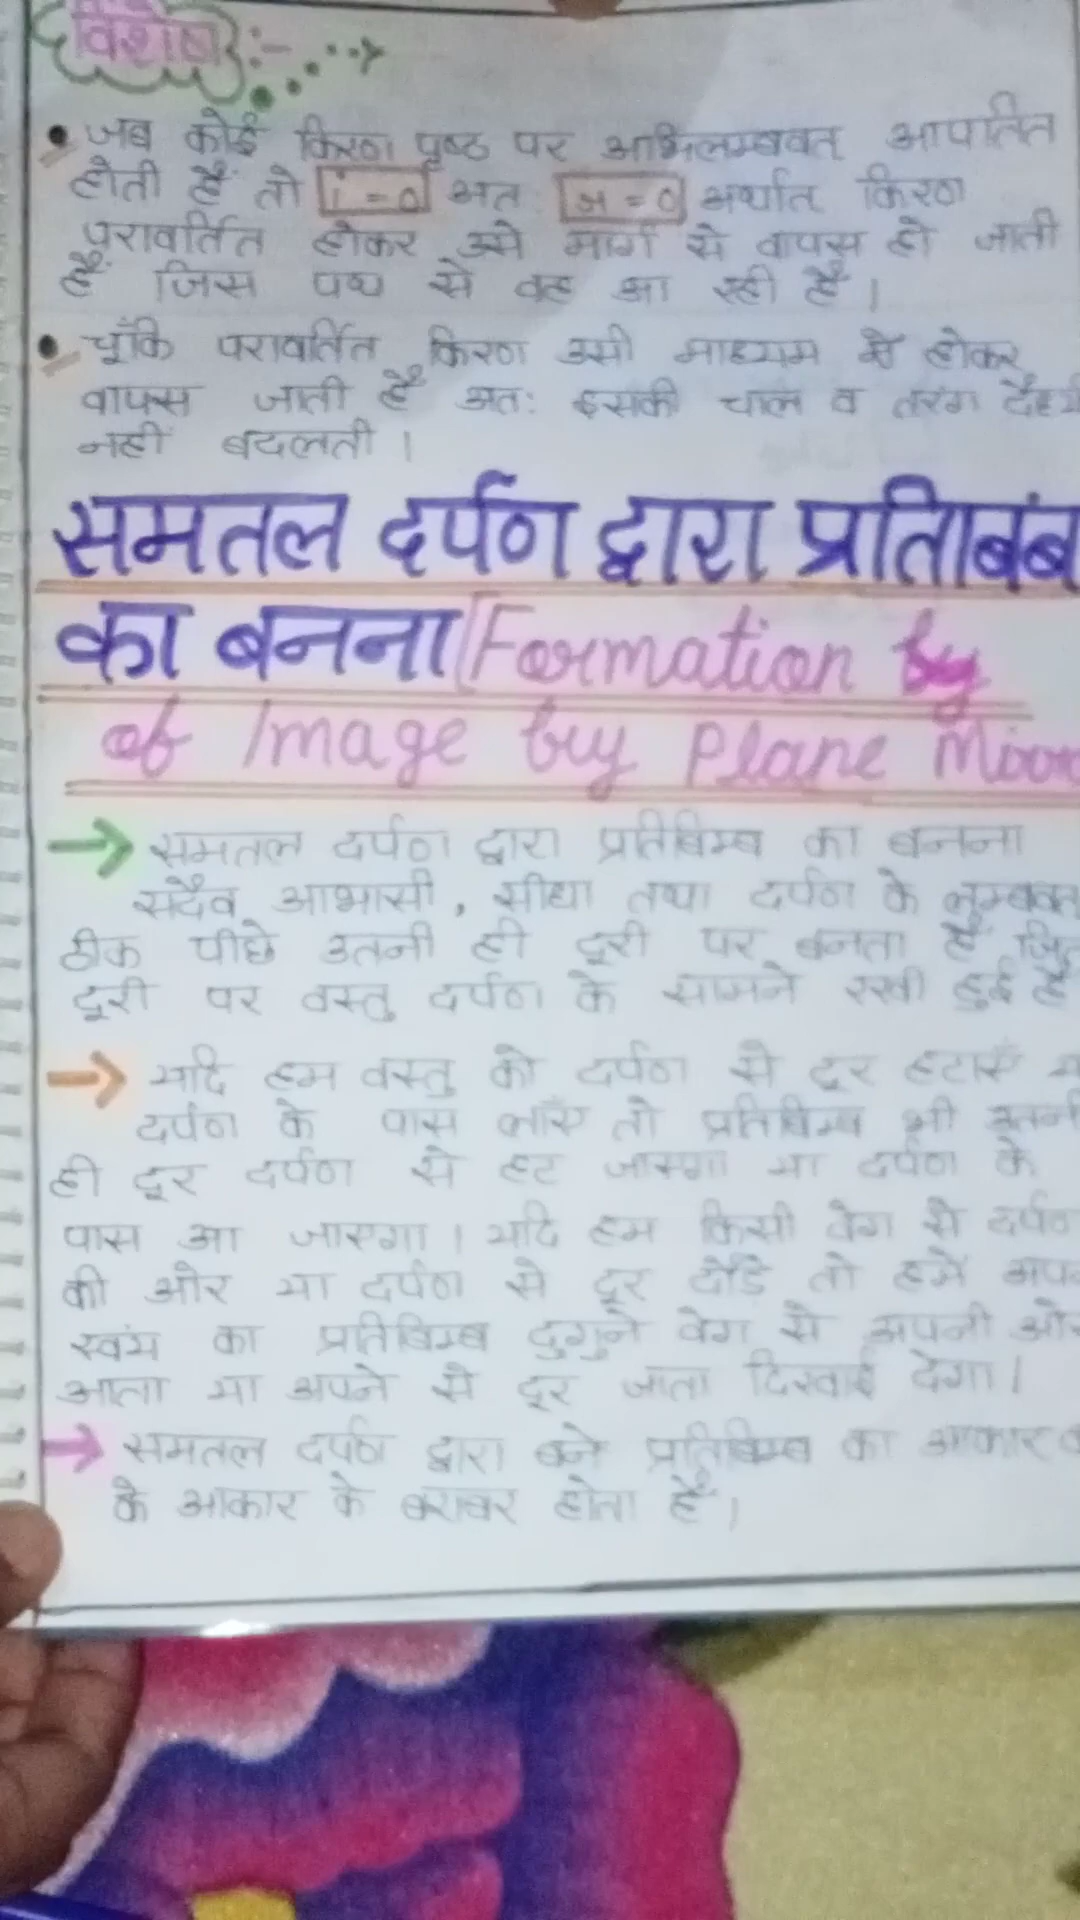 विशेष :-
• जब कोई किरण पृष्ठ पर अभिलम्बवत् आपतित
होती है तो i = 0 अत: r = 0 अर्थात किरण
परावर्तित होकर उसी मार्ग से वापस हो जाती
है जिस पथ से वह आ रही है ।
• चूँकि परावर्तित किरण उसी माध्यम में होकर
वापस जाती है अत: इसकी चाल व तरंग
नहीं बदलती ।
समतल दर्पण द्वारा प्रतिबिंब
का बनना/Formation by
of Image by Plane
→ समतल दर्पण द्वारा प्रतिबिम्ब का बनना
सदैव आभासी, सीधा तथा दर्पण के लम्बवत
ठीक पीछे उतनी ही दूरी पर बनता है
दूरी पर वस्तु दर्पण के सामने रखी हुई है
→ यदि हम वस्तु को दर्पण से दूर हटाएँ
दर्पण के पास लाएँ तो प्रतिबिम्ब भी
ही दूर दर्पण से हट जाएगा या दर्पण के
पास आ जाएगा । यदि हम किसी वेग से
की ओर या दर्पण से दूर दौड़े तो हमें
स्वंय का प्रतिबिम्ब दुगुने वेग से अपनी
आता या अपने से दूर जाता दिखाई देगा ।
→ समतल दर्पण द्वारा बने प्रतिबिम्ब का आकार
के आकार के बराबर होता है ।